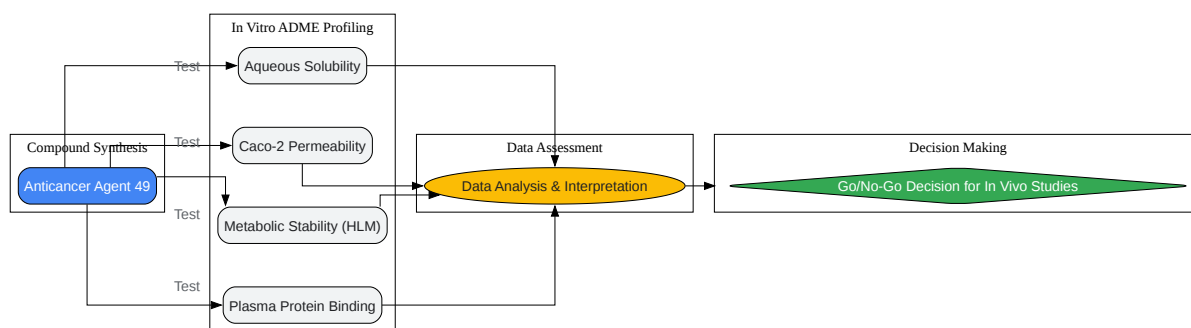 In Vitro ADME Profiling
Test
Aqueous Solubility
Compound Synthesis
Test
Caco-2 Permeability
Data Assessment
Decision Making
Anticancer Agent 49
Data Analysis & Interpretation
Go/No-Go Decision for In Vivo Studies
Test
Metabolic Stability (HLM)
Test
Plasma Protein Binding